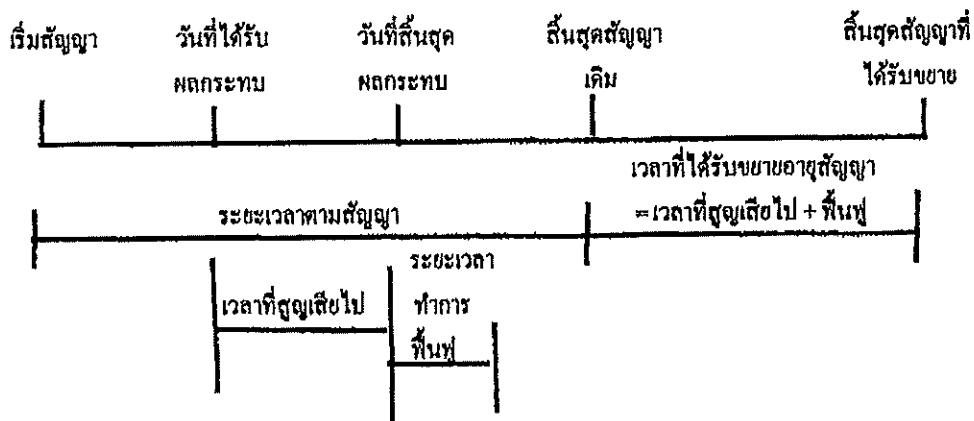 เริ่มสัญญา
วันที่ได้รับ
ผลกระทบ
วันที่สิ้นสุด
ผลกระทบ
สิ้นสุดสัญญา
เดิม
สิ้นสุดสัญญาที่
ได้รับขยาย
เวลาที่ได้รับขยายอายุสัญญา
=เวลาที่สูญเสียไป + ฟื้นฟู
ระยะเวลาตามสัญญา
เวลาที่สูญเสียไป
ระยะเวลา
ทำการ
ฟื้นฟู